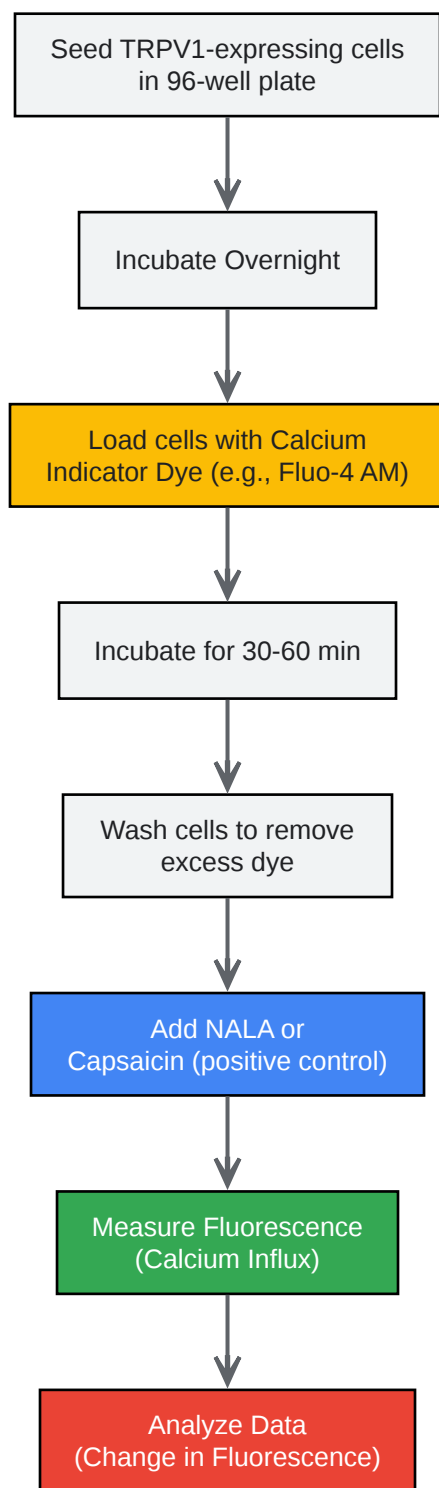 Seed TRPV1-expressing cells
in 96-well plate
Incubate Overnight
Load cells with Calcium
Indicator Dye (e.g., Fluo-4 AM)
Incubate for 30-60 min
Wash cells to remove
excess dye
Add NALA or
Capsaicin (positive control)
Measure Fluorescence
(Calcium Influx)
Analyze Data
(Change in Fluorescence)